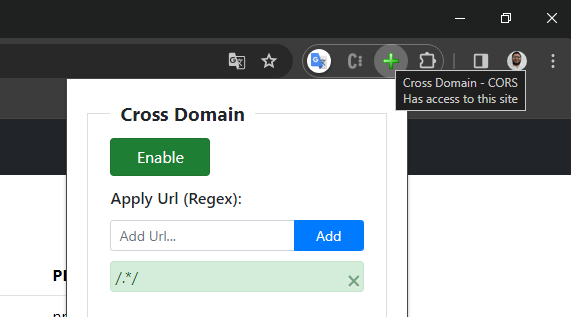 Cross Domain - CORS
Has access to this site
Cross Domain
Enable
Apply Url (Regex):
Add Url...
Add
/.*/